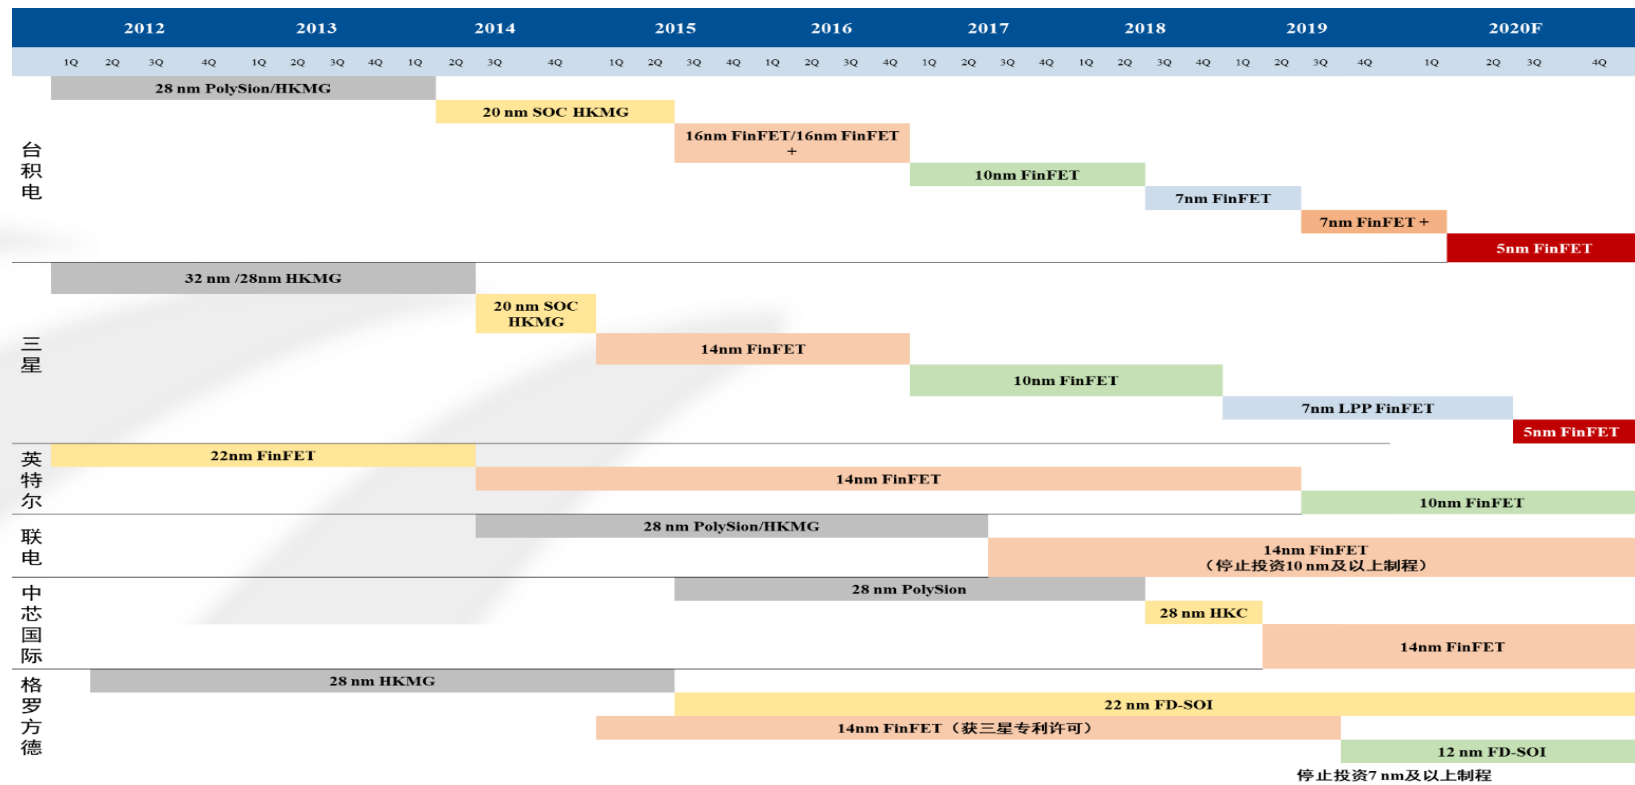 2012 2013 2014 2015 2016 2017 2018 2019 2020F
1Q 2Q 3Q 4Q 1Q 2Q 3Q 4Q 1Q 2Q 3Q 4Q 1Q 2Q 3Q 4Q 1Q 2Q 3Q 4Q 1Q 2Q 3Q 4Q 1Q 2Q 3Q 4Q 1Q 2Q 3Q 4Q 1Q 2Q 3Q 4Q
台积电
28 nm PolySion/HKMG
20 nm SOC HKMG
16nm FinFET/16nm FinFET
+
10nm FinFET
7nm FinFET
7nm FinFET +
5nm FinFET
三星
32 nm /28nm HKMG
20 nm SOC
HKMG
14nm FinFET
10nm FinFET
7nm LPP FinFET
5nm FinFET
英特尔
22nm FinFET
14nm FinFET
10nm FinFET
联电
28 nm PolySion/HKMG
14nm FinFET
（停止投资10 nm及以上制程）
中芯国际
28 nm PolySion
28 nm HKC
14nm FinFET
格罗方德
28 nm HKMG
22 nm FD-SOI
14nm FinFET（获三星专利许可）
12 nm FD-SOI
停止投资7 nm及以上制程